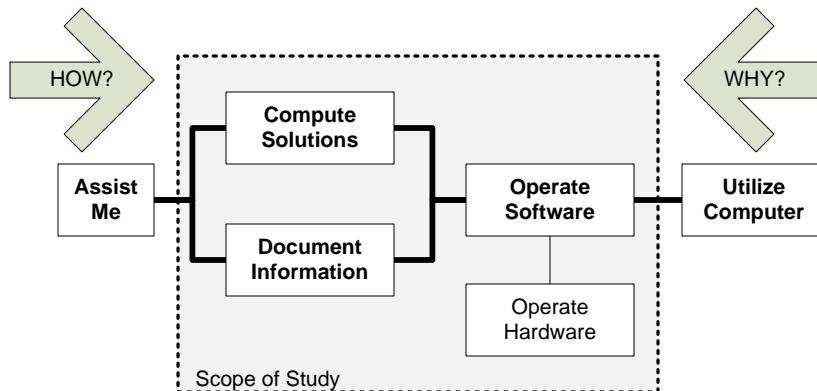 HOW?
WHY?
Compute
Solutions
Assist
Me
Operate
Software
Utilize
Computer
Document
Information
Operate
Hardware
Scope of Study